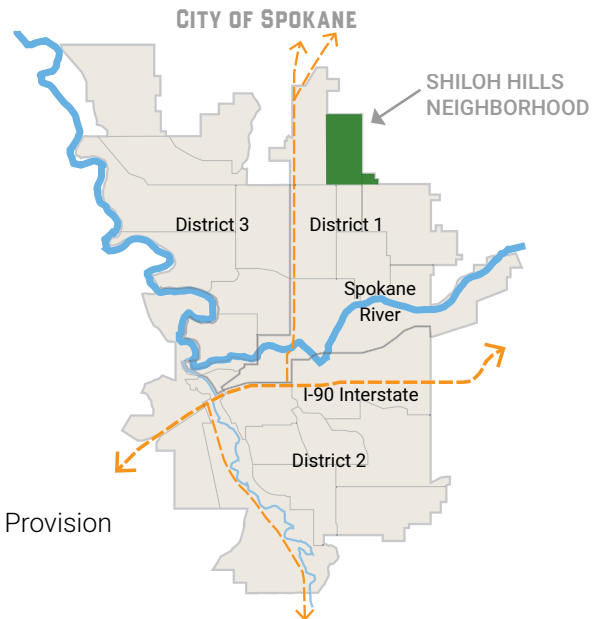 CITY OF SPOKANE
SHILOH HILLS
NEIGHBORHOOD
District 3
District 1
Spokane
River
I-90 Interstate
District 2
Provision